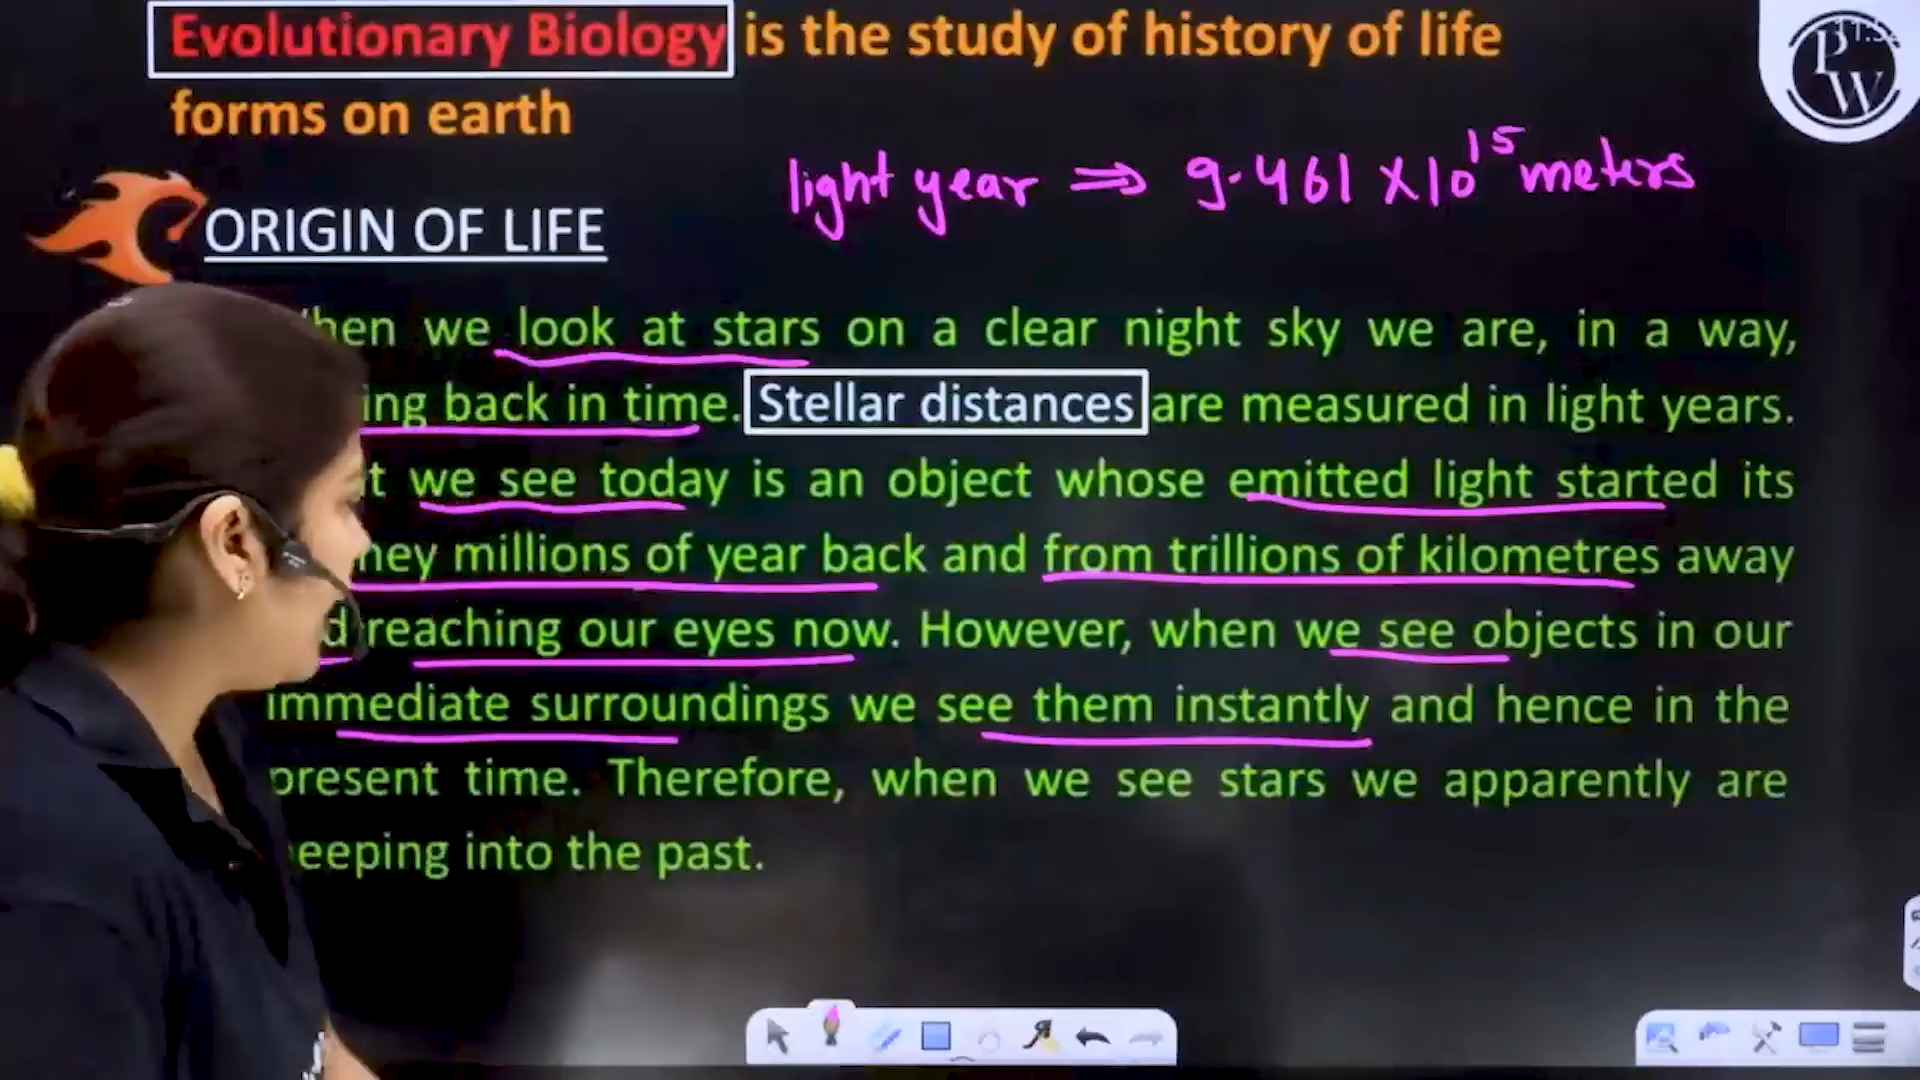 Evolutionary Biology is the study of history of life
forms on earth
light year ⇒ 9.461 × 10^15 meters
ORIGIN OF LIFE
hen we look at stars on a clear night sky we are, in a way,
ing back in time. Stellar distances are measured in light years.
t we see today is an object whose emitted light started its
ney millions of year back and from trillions of kilometres away
d reaching our eyes now. However, when we see objects in our
immediate surroundings we see them instantly and hence in the
present time. Therefore, when we see stars we apparently are
eeping into the past.
PW